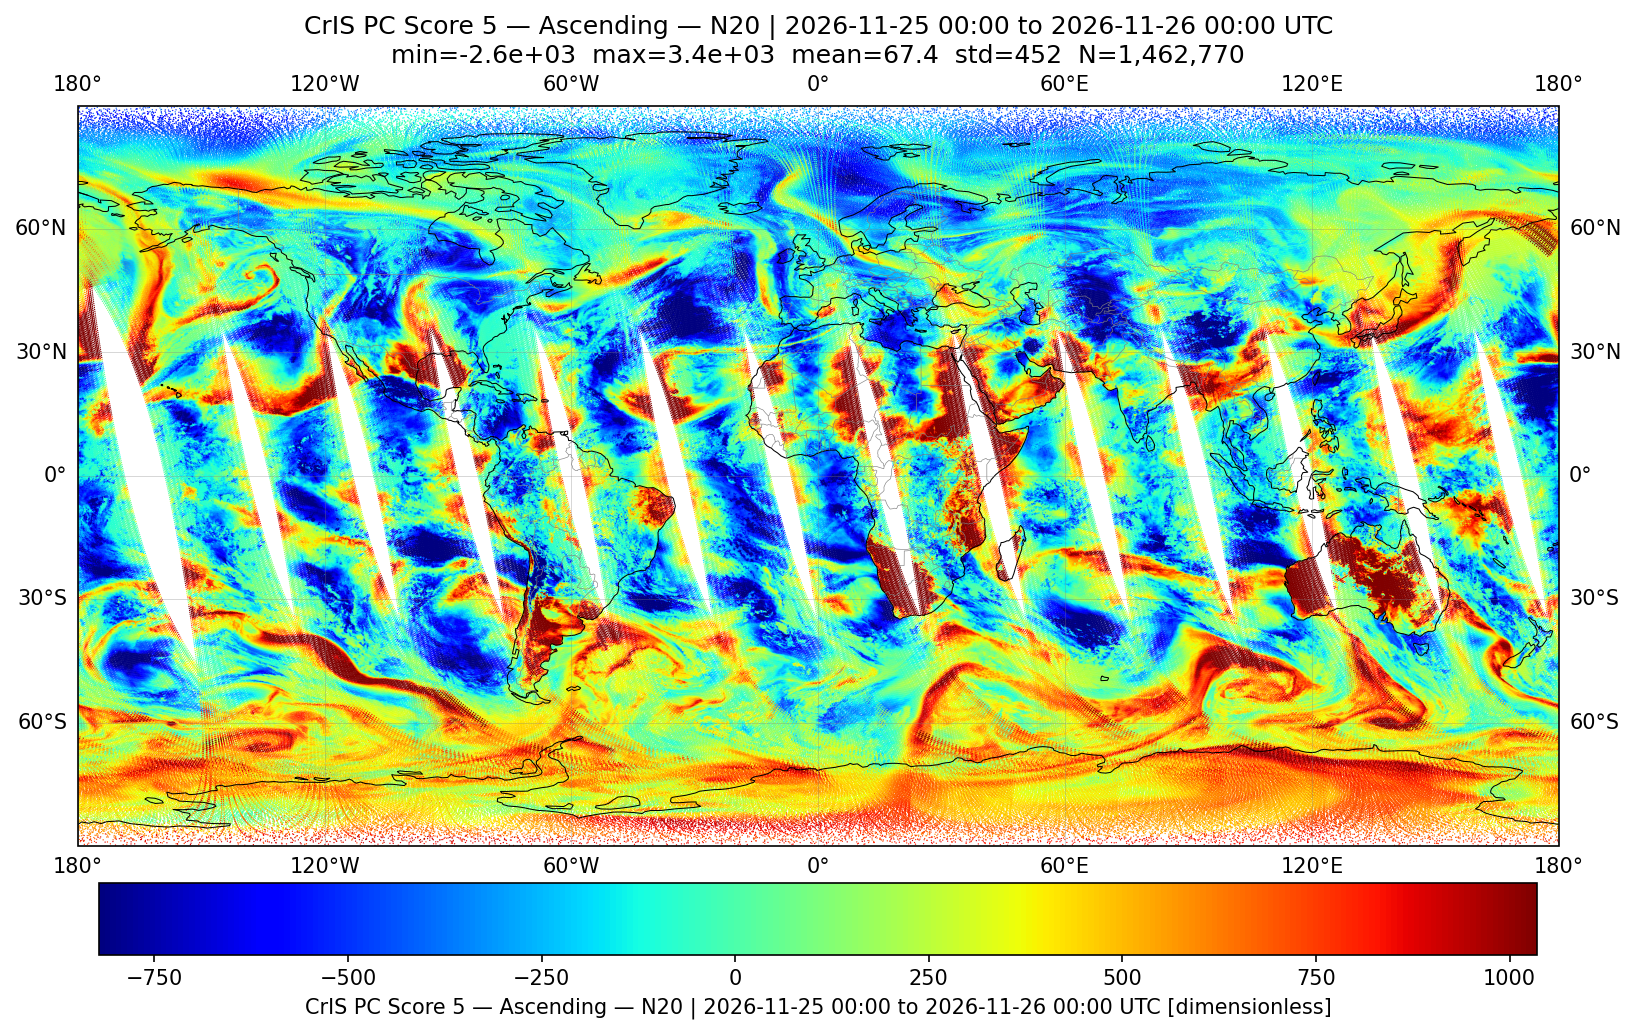 CrIS PC Score 5 — Ascending — N20 | 2026-11-25 00:00 to 2026-11-26 00:00 UTC
min=-2.6e+03 max=3.4e+03 mean=67.4 std=452 N=1,462,770
180° 120°W 60°W 0° 60°E 120°E 180°
60°N 60°N
30°N 30°N
0° 0°
30°S 30°S
60°S 60°S
180° 120°W 60°W 0° 60°E 120°E 180°
−750 −500 −250 0 250 500 750 1000
CrIS PC Score 5 — Ascending — N20 | 2026-11-25 00:00 to 2026-11-26 00:00 UTC [dimensionless]